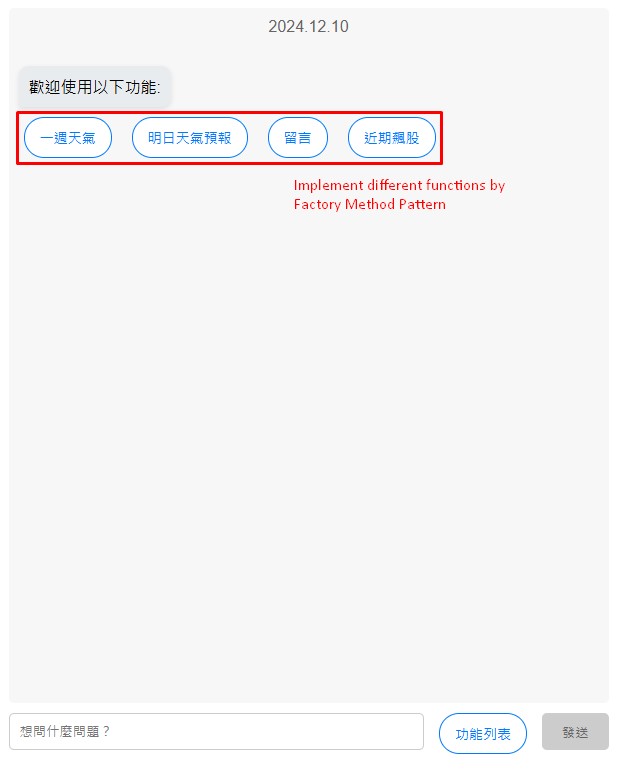 2024.12.10
歡迎使用以下功能:
一週天氣 明日天氣預報 留言 近期飆股
Implement different functions by
Factory Method Pattern
想問什麼問題？ 功能列表 發送